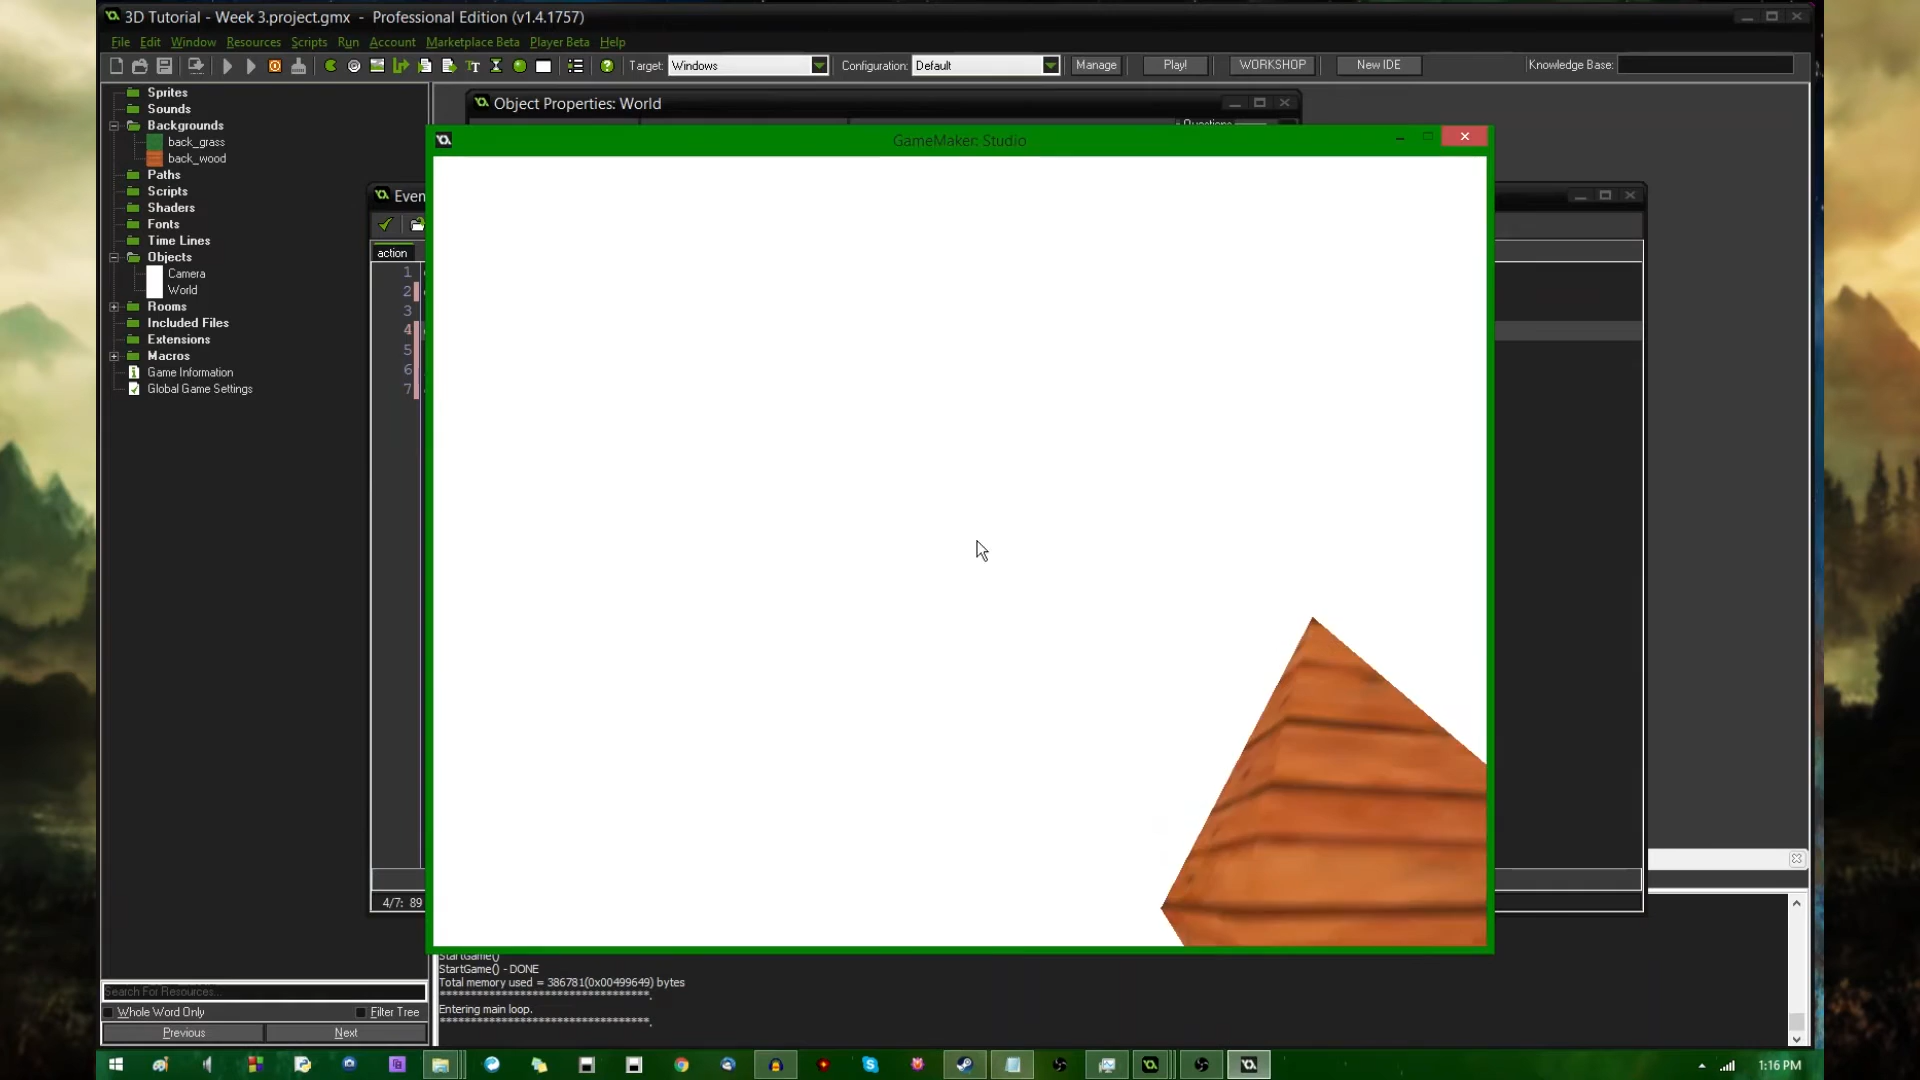 3D Tutorial - Week 3.project.gmx - Professional Edition (v1.4.1757)
File Edit Window Resources Scripts Run Account Marketplace Beta Player Beta Help
Target: Windows Configuration: Default Manage Play! WORKSHOP New IDE Knowledge Base:
Sprites
Sounds
Backgrounds
back_grass
back_wood
Paths
Scripts
Shaders
Fonts
Time Lines
Objects
Camera
World
Rooms
Included Files
Extensions
Macros
Game Information
Global Game Settings
Object Properties: World
GameMaker: Studio
Even
action
1
2
3
4
5
6
7
4/7: 89
StartGame()
StartGame() - DONE
Total memory used = 386781(0x00499649) bytes
***********************************.
Entering main loop.
***********************************.
Search For Resources...
Whole Word Only Filter Tree
Previous Next
1:16 PM